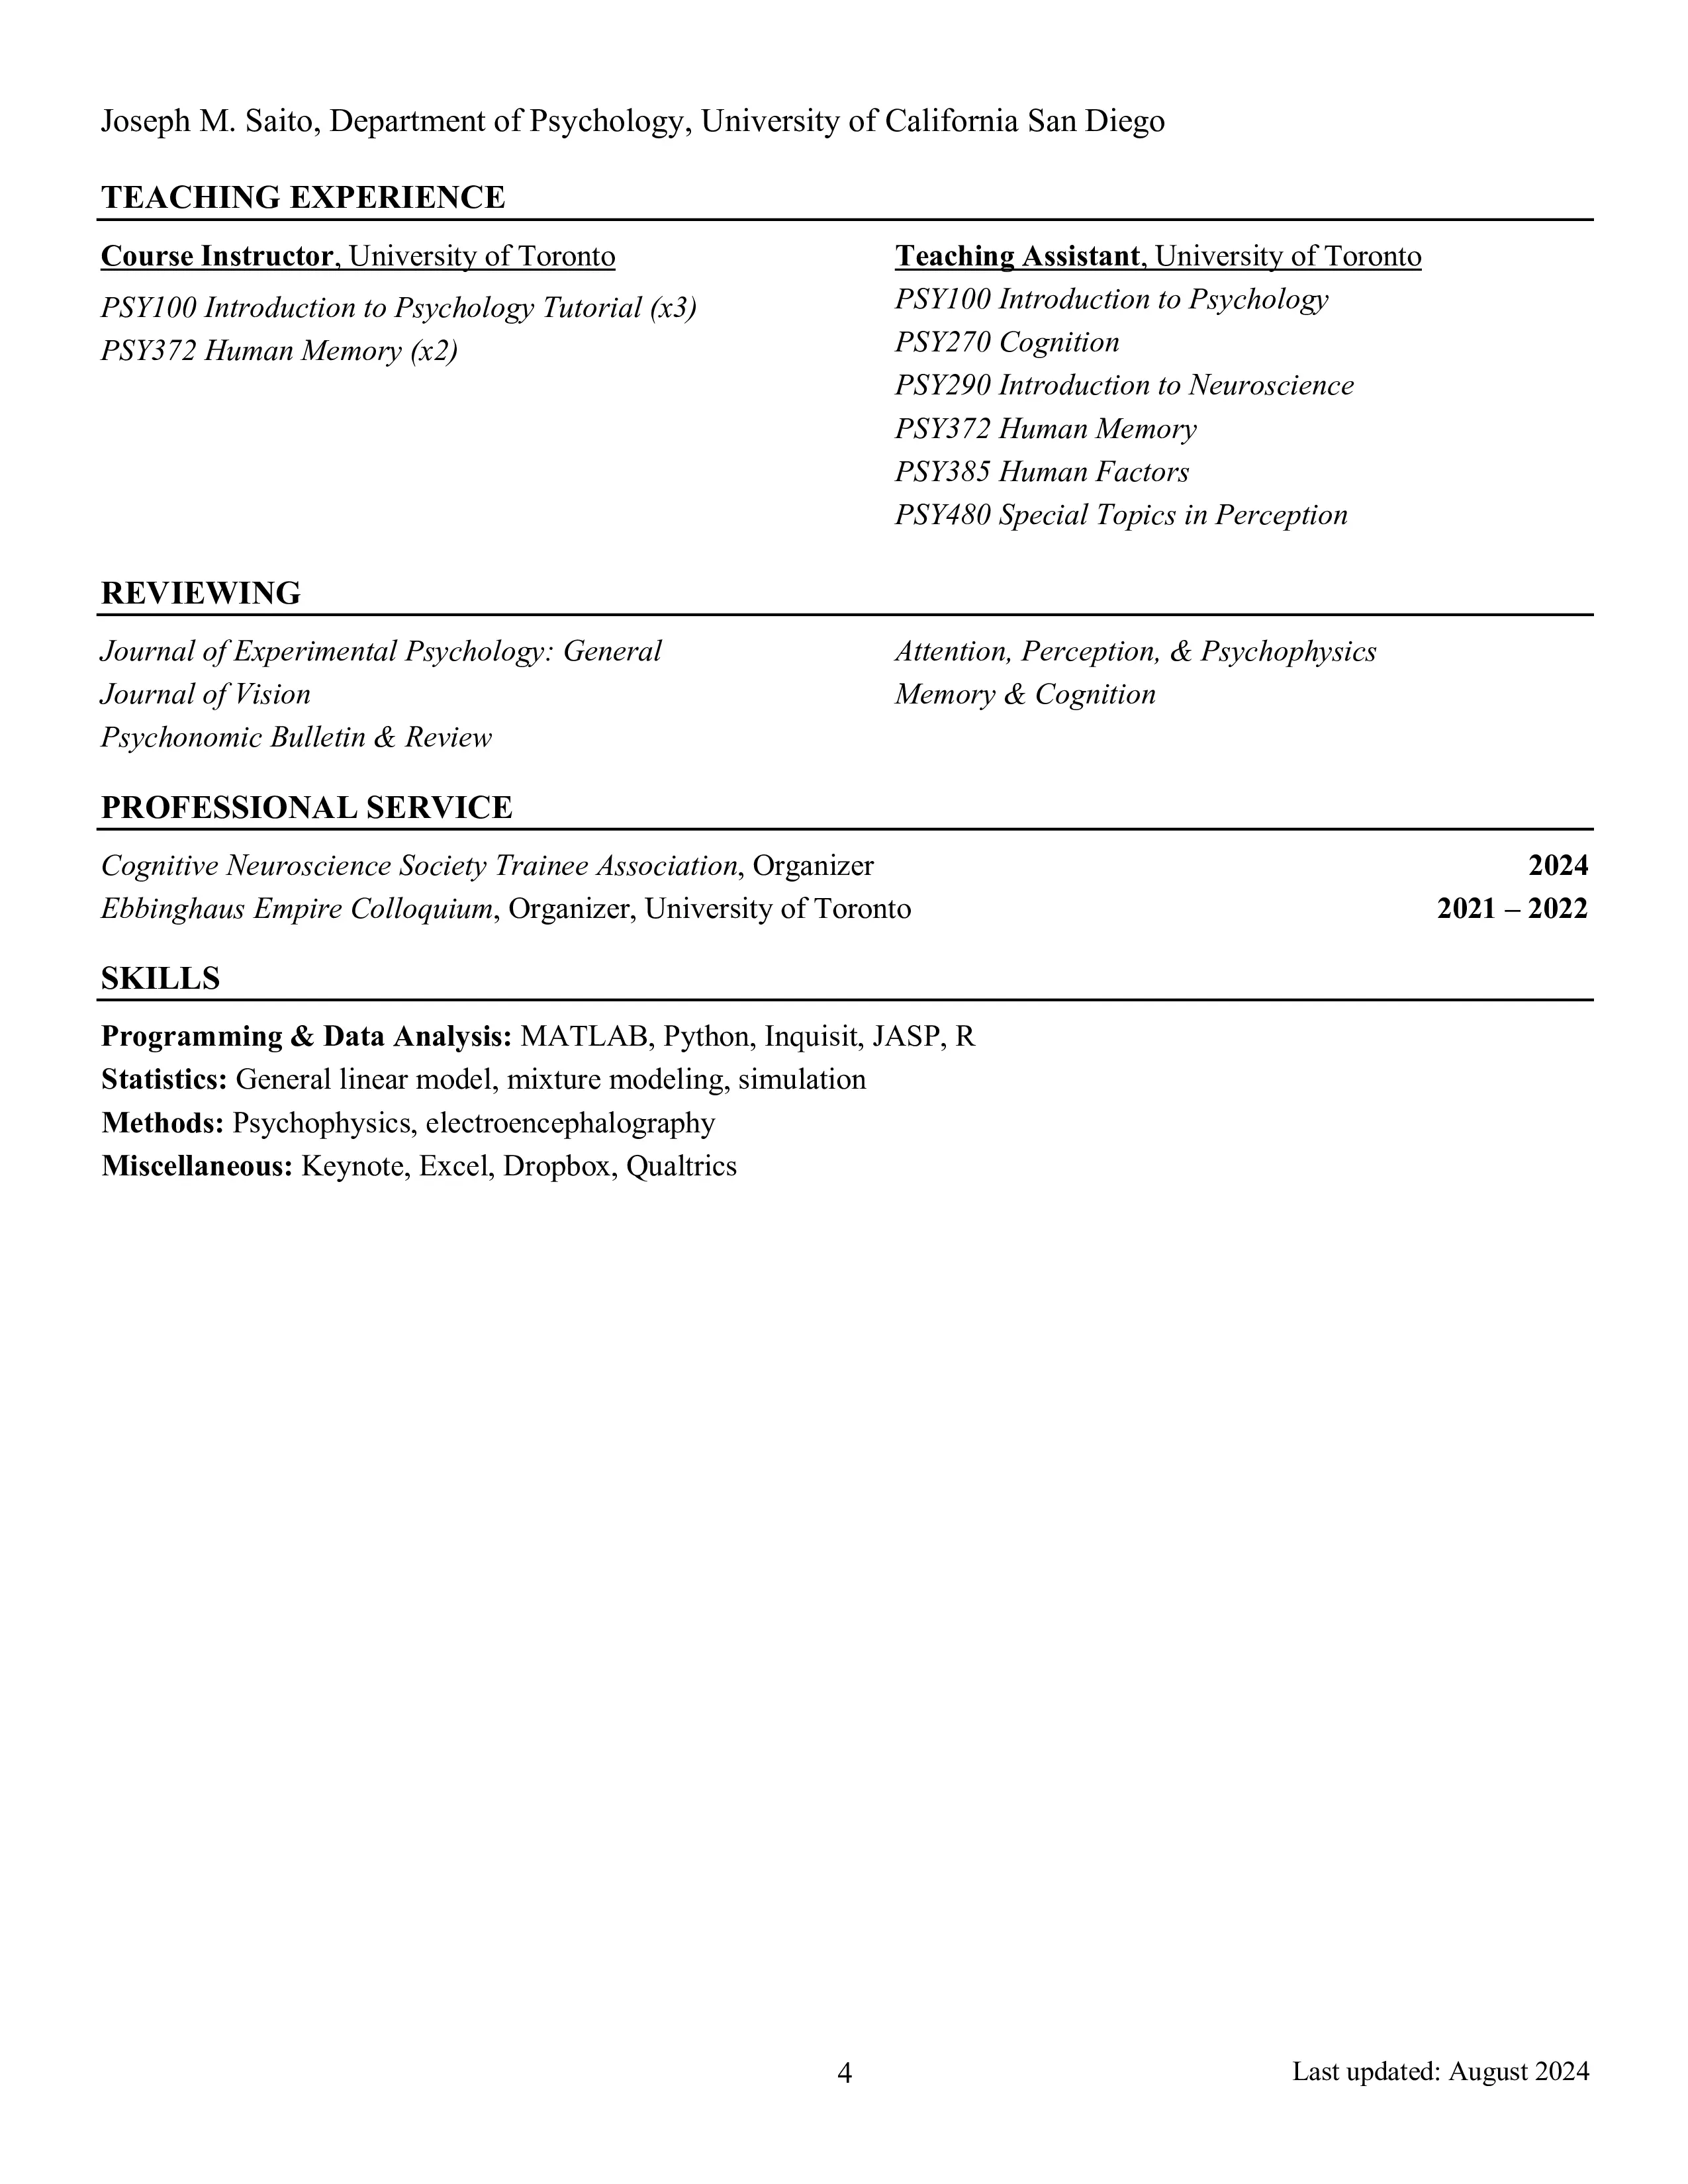 Joseph M. Saito, Department of Psychology, University of California San Diego
TEACHING EXPERIENCE
Course Instructor, University of Toronto
PSY100 Introduction to Psychology Tutorial (x3)
PSY372 Human Memory (x2)
Teaching Assistant, University of Toronto
PSY100 Introduction to Psychology
PSY270 Cognition
PSY290 Introduction to Neuroscience
PSY372 Human Memory
PSY385 Human Factors
PSY480 Special Topics in Perception
REVIEWING
Journal of Experimental Psychology: General
Journal of Vision
Psychonomic Bulletin & Review
Attention, Perception, & Psychophysics
Memory & Cognition
PROFESSIONAL SERVICE
Cognitive Neuroscience Society Trainee Association, Organizer 2024
Ebbinghaus Empire Colloquium, Organizer, University of Toronto 2021 – 2022
SKILLS
Programming & Data Analysis: MATLAB, Python, Inquisit, JASP, R
Statistics: General linear model, mixture modeling, simulation
Methods: Psychophysics, electroencephalography
Miscellaneous: Keynote, Excel, Dropbox, Qualtrics
4
Last updated: August 2024